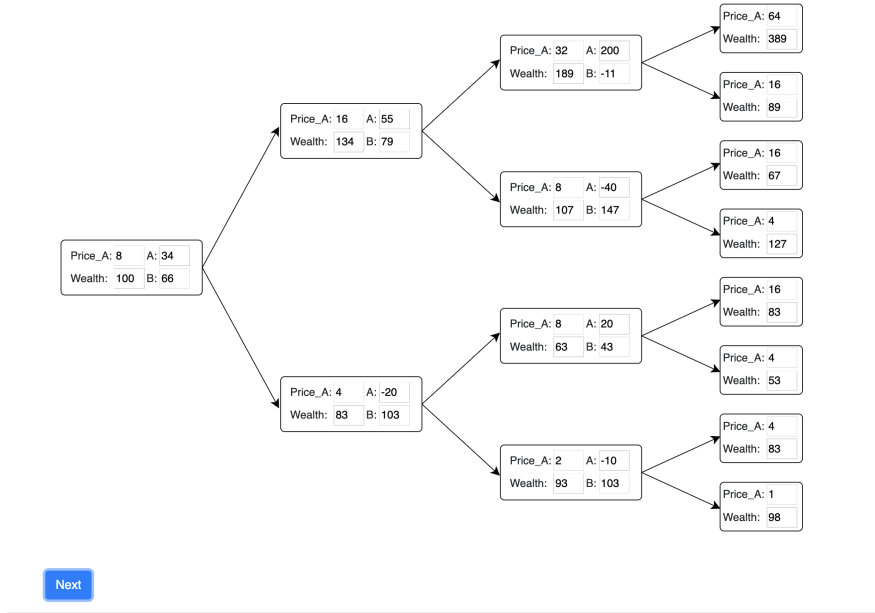 Price_A: 8 A: 34
Wealth: 100 B: 66
Price_A: 16 A: 55
Wealth: 134 B: 79
Price_A: 4 A: -20
Wealth: 83 B: 103
Price_A: 32 A: 200
Wealth: 189 B: -11
Price_A: 8 A: -40
Wealth: 107 B: 147
Price_A: 8 A: 20
Wealth: 63 B: 43
Price_A: 2 A: -10
Wealth: 93 B: 103
Price_A: 64
Wealth: 389
Price_A: 16
Wealth: 89
Price_A: 16
Wealth: 67
Price_A: 4
Wealth: 127
Price_A: 16
Wealth: 83
Price_A: 4
Wealth: 53
Price_A: 4
Wealth: 83
Price_A: 1
Wealth: 98
Next